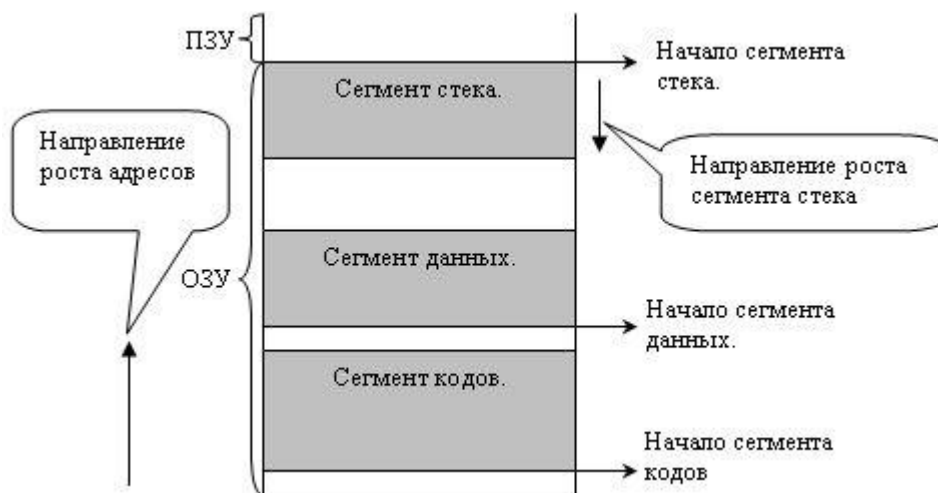 ПЗУ
Начало сегмента
стека.
Сегмент стека.
Направление
роста адресов
Направление роста
сегмента стека
Сегмент данных.
ОЗУ
Начало сегмента
данных.
Сегмент кодов.
Начало сегмента
кодов